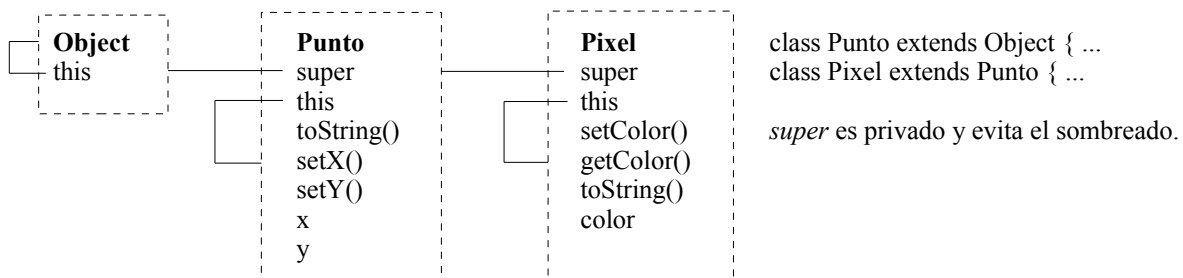 Object
this
Punto
super
this
toString()
setX()
setY()
x
y
Pixel
super
this
setColor()
getColor()
toString()
color
class Punto extends Object { ...
class Pixel extends Punto { ...
super es privado y evita el sombreado.